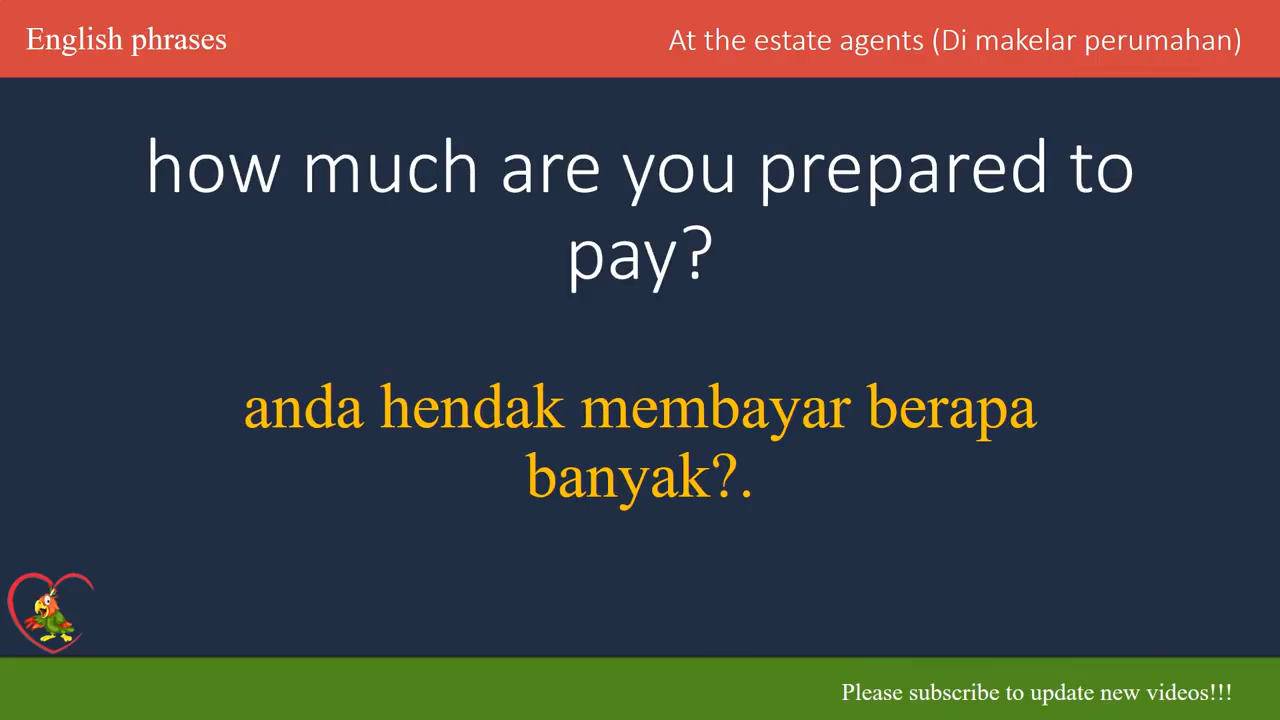 English phrases
At the estate agents (Di makelar perumahan)
how much are you prepared to
pay?
anda hendak membayar berapa
banyak?.
Please subscribe to update new videos!!!